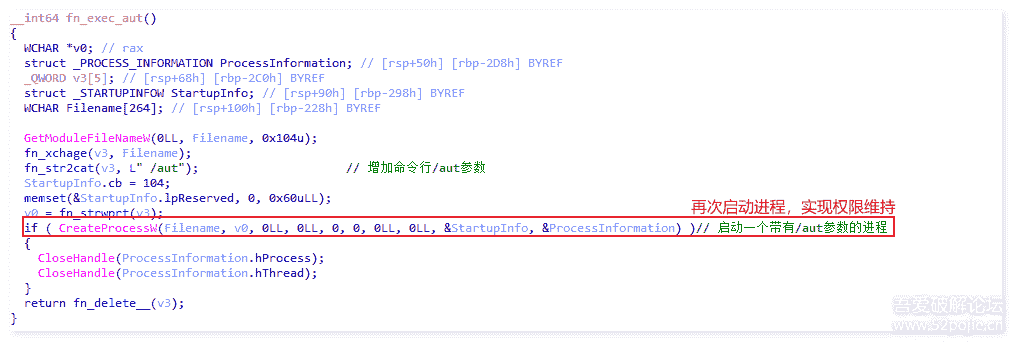 __int64 fn_exec_aut()
{
WCHAR *v0; // rax
struct _PROCESS_INFORMATION ProcessInformation; // [rsp+50h] [rbp-2D8h] BYREF
_QWORD v3[5]; // [rsp+68h] [rbp-2C0h] BYREF
struct _STARTUPINFOW StartupInfo; // [rsp+90h] [rbp-298h] BYREF
WCHAR Filename[264]; // [rsp+100h] [rbp-228h] BYREF
GetModuleFileNameW(0LL, Filename, 0x104u);
fn_xchage(v3, Filename);
fn_str2cat(v3, L" /aut"); // 增加命令行/aut参数
StartupInfo.cb = 104;
memset(&StartupInfo.lpReserved, 0, 0x60uLL);
v0 = fn_strwprt(v3);
再次启动进程，实现权限维持
if ( CreateProcessW(Filename, v0, 0LL, 0LL, 0, 0, 0LL, 0LL, &StartupInfo, &ProcessInformation) )// 启动一个带有/aut参数的进程
{
CloseHandle(ProcessInformation.hProcess);
CloseHandle(ProcessInformation.hThread);
}
return fn_delete__(v3);
}
吾爱破解论坛
www.52pojie.cn